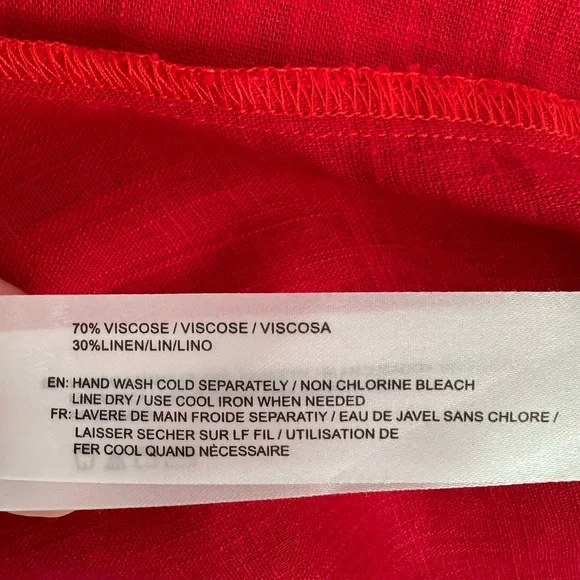 70% VISCOSE / VISCOSE / VISCOSA
30%LINEN/LIN/LINO
EN: HAND WASH COLD SEPARATELY / NON CHLORINE BLEACH
LINE DRY / USE COOL IRON WHEN NEEDED
FR: LAVERE DE MAIN FROIDE SEPARATIY / EAU DE JAVEL SANS CHLORE /
LAISSER SECHER SUR LF FIL / UTILISATION DE
FER COOL QUAND NÉCESSAIRE